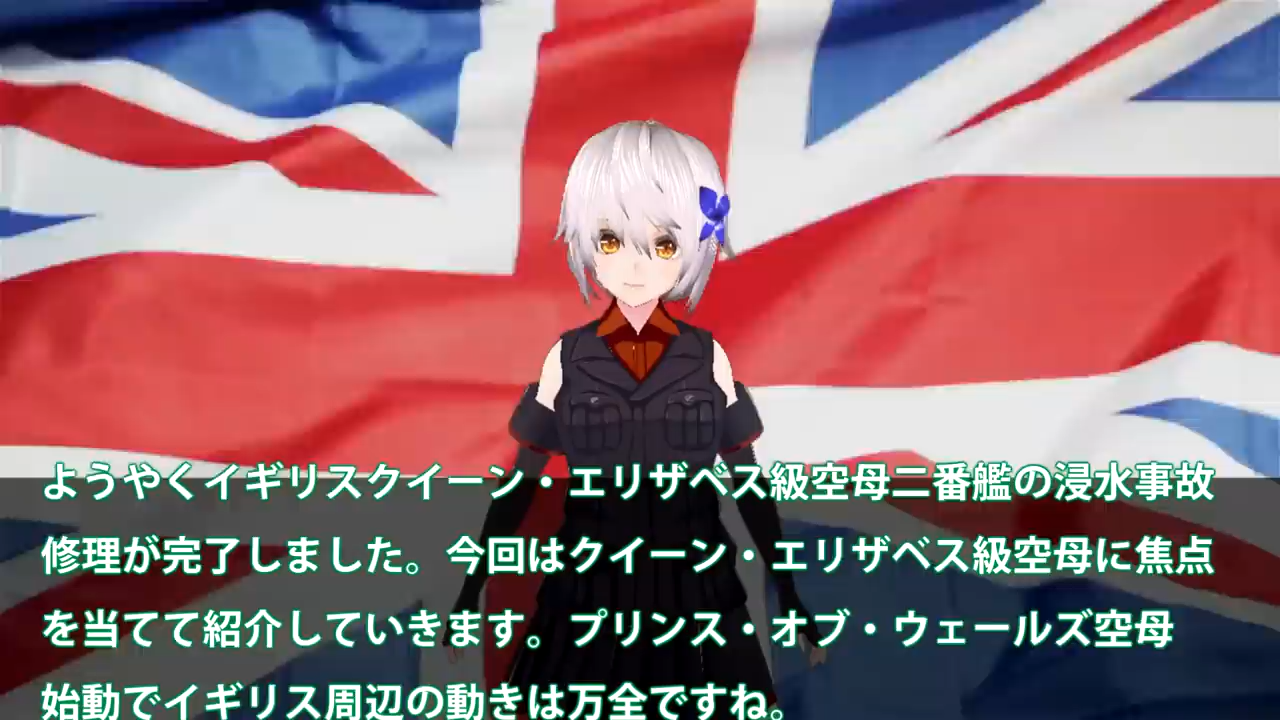 ようやくイギリスクイーン・エリザベス級空母二番艦の浸水事故
修理が完了しました。今回はクイーン・エリザベス級空母に焦点
を当てて紹介していきます。プリンス・オブ・ウェールズ空母
始動でイギリス周辺の動きは万全ですね。